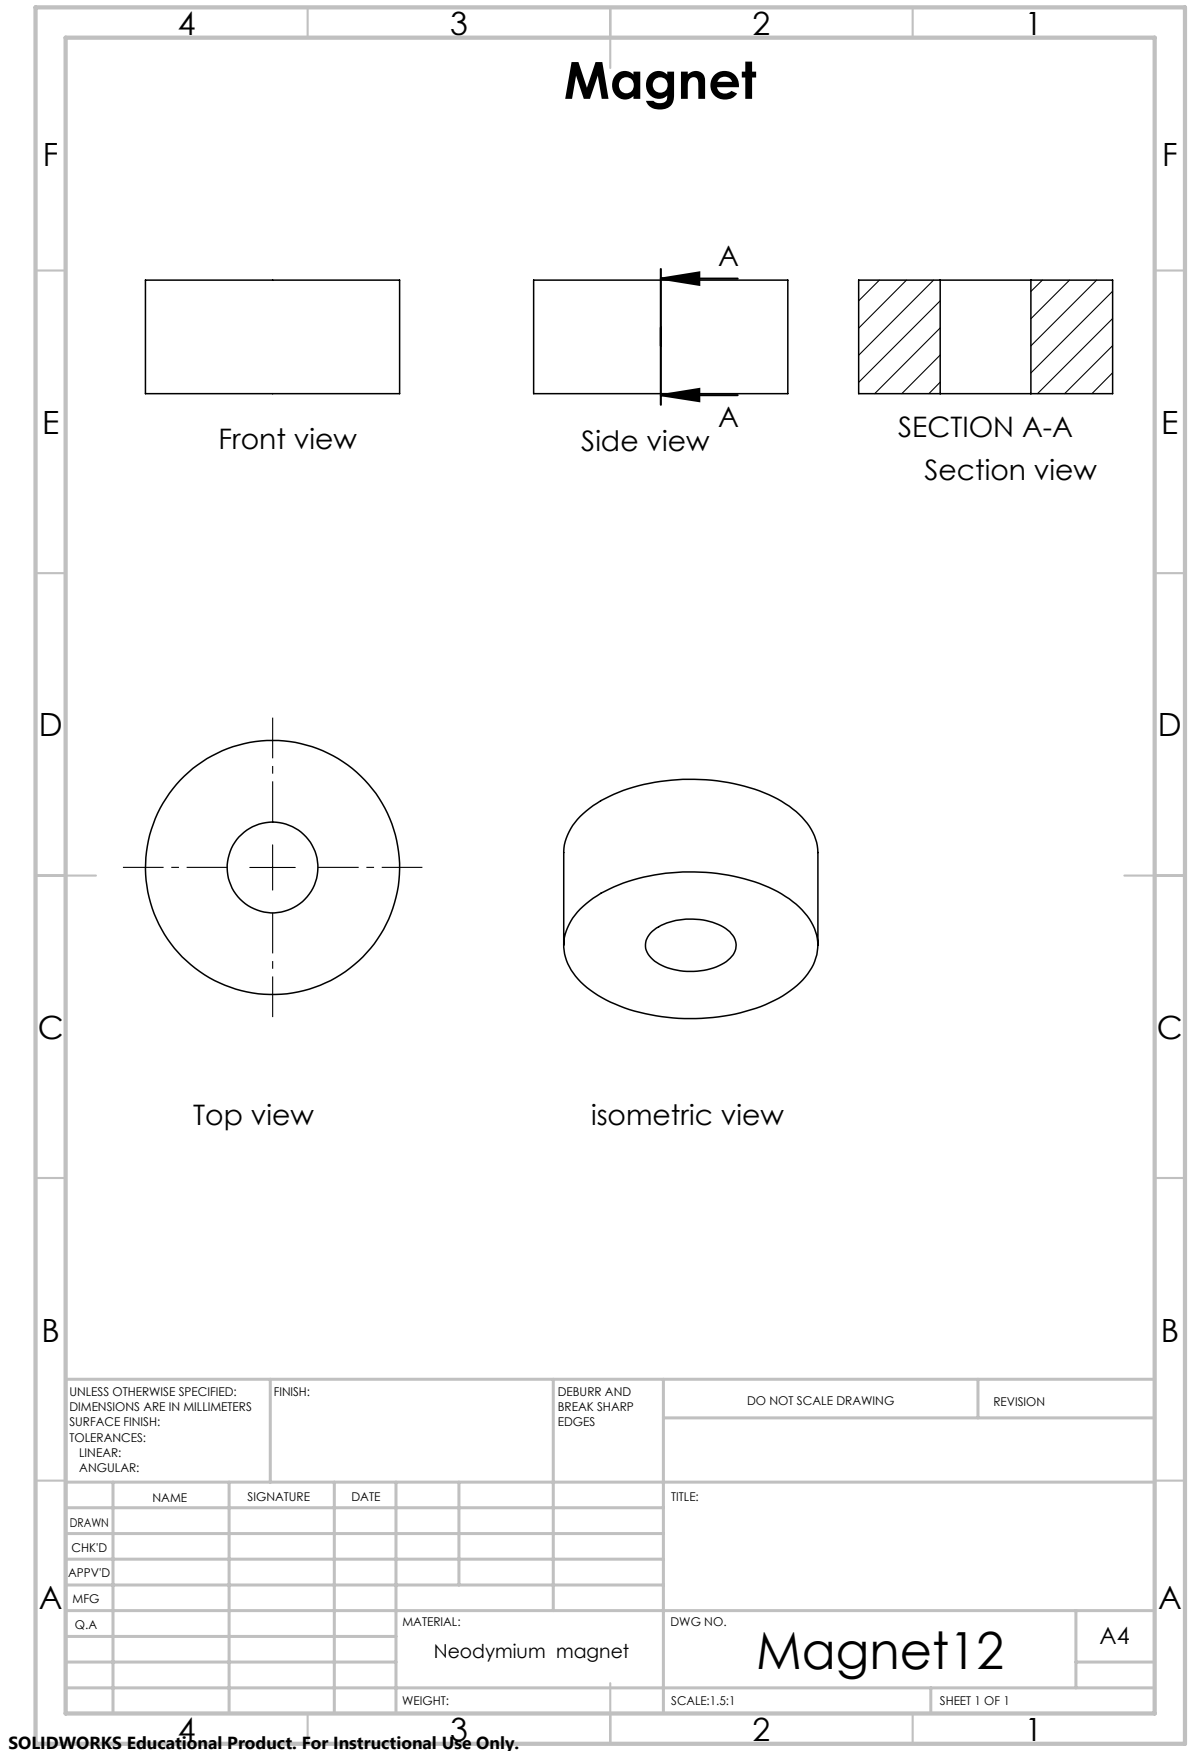 4 3 2 1
Magnet
F F
A
A
E E
Front view
Side view
SECTION A-A
Section view
D D
C C
Top view
isometric view
B B
UNLESS OTHERWISE SPECIFIED:
DIMENSIONS ARE IN MILLIMETERS
SURFACE FINISH:
TOLERANCES:
LINEAR:
ANGULAR:
FINISH:
DEBURR AND
BREAK SHARP
EDGES
DO NOT SCALE DRAWING
REVISION
NAME SIGNATURE DATE
TITLE:
DRAWN
CHK'D
APPV'D
MFG
A A
Q.A
MATERIAL:
Neodymium magnet
DWG NO.
Magnet12
A4
WEIGHT:
SCALE:1.5:1
SHEET 1 OF 1
4 3 2 1
SOLIDWORKS Educational Product. For Instructional Use Only.